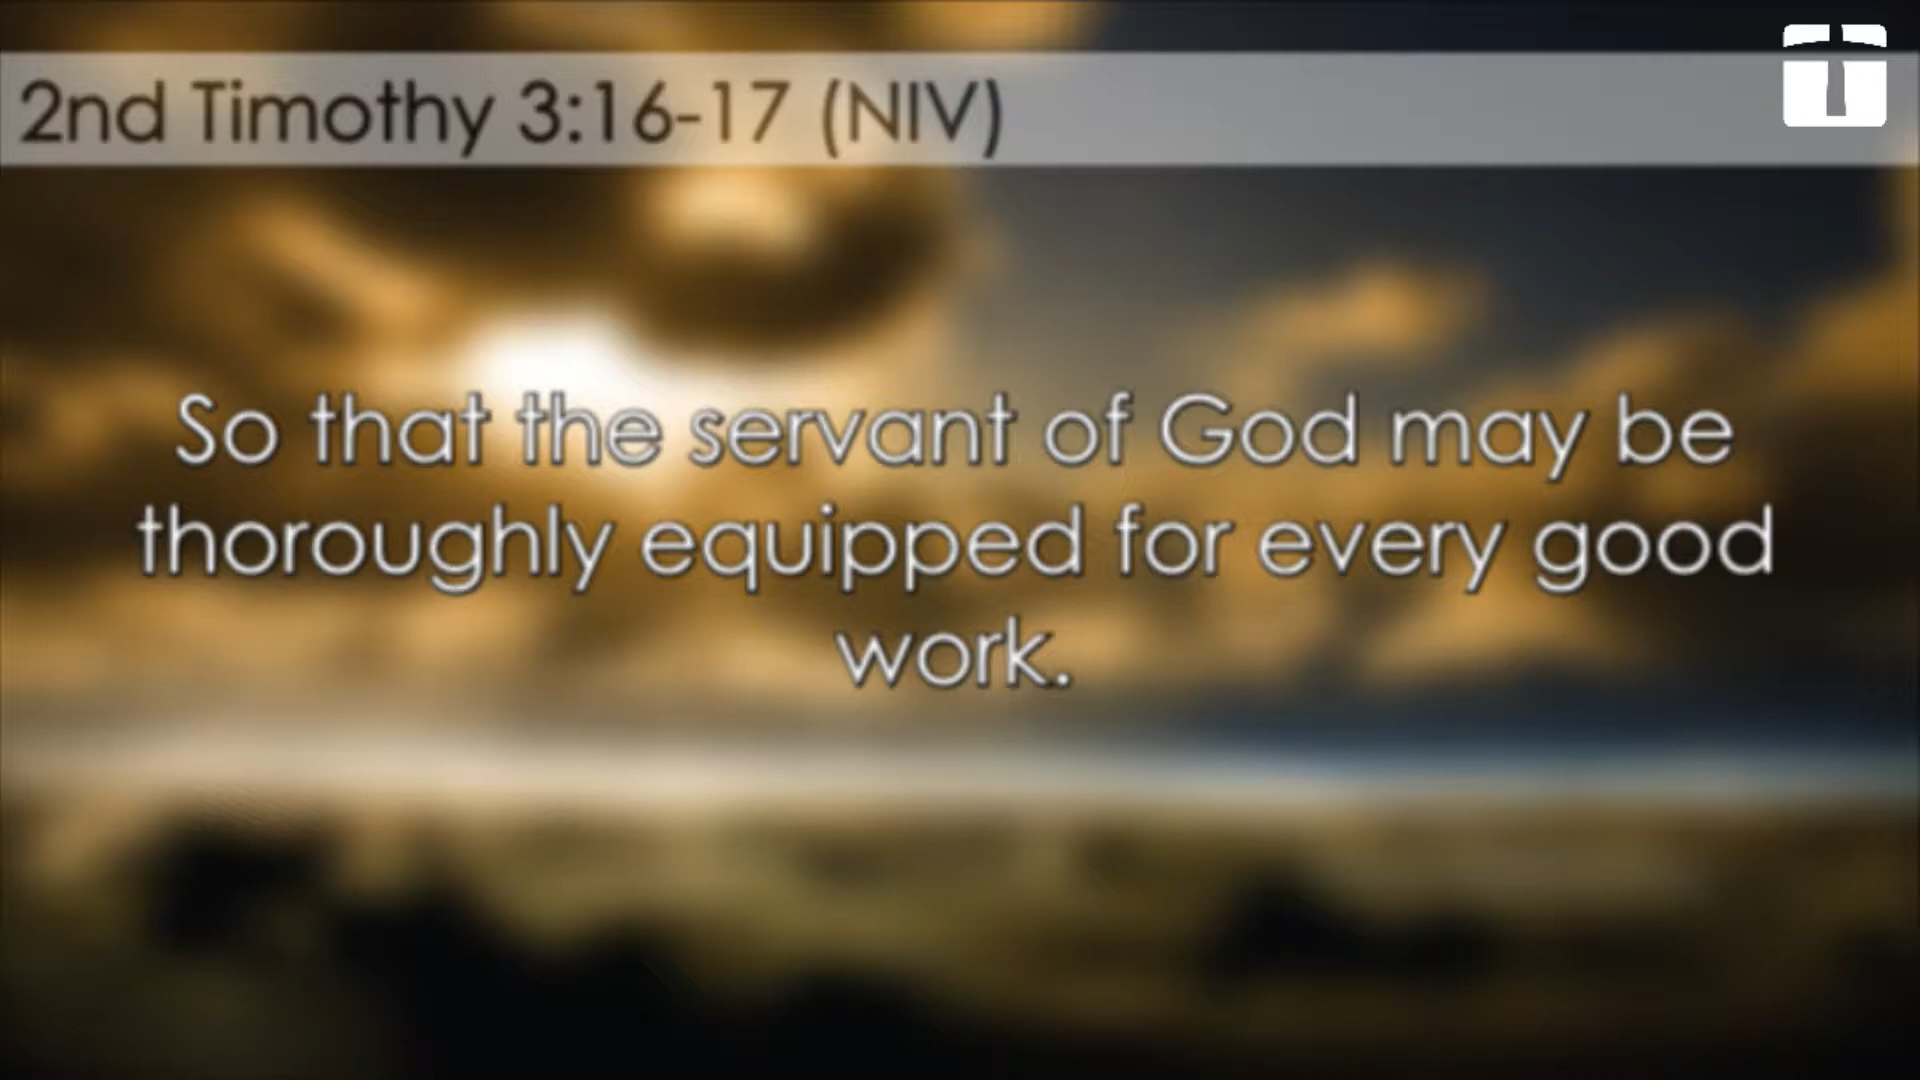 2nd Timothy 3:16-17 (NIV)
So that the servant of God may be
thoroughly equipped for every good
work.